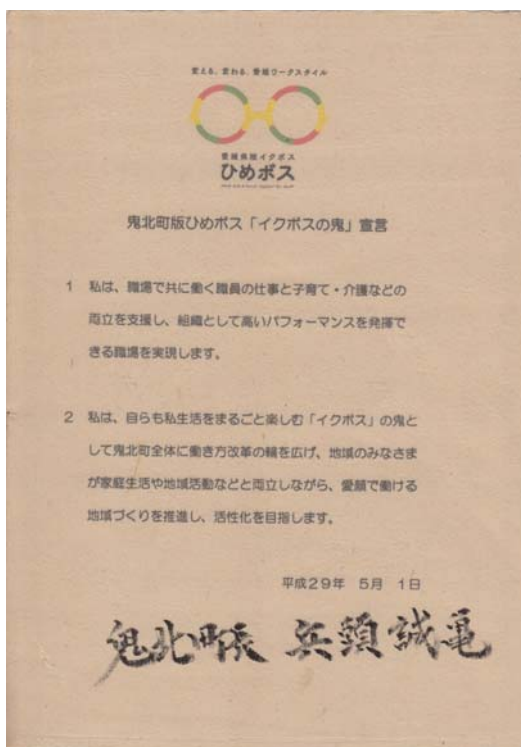 変える、変わる、愛媛ワークスタイル
愛媛県版イクボス
ひめボス
鬼北町版ひめボス「イクボスの鬼」宣言
1 私は、職場で共に働く職員の仕事と子育て・介護などの
両立を支援し、組織として高いパフォーマンスを発揮で
きる職場を実現します。
2 私は、自らも私生活をまるごと楽しむ「イクボス」の鬼と
して鬼北町全体に働き方改革の輪を広げ、地域のみなさま
が家庭生活や地域活動などと両立しながら、愛顔で働ける
地域づくりを推進し、活性化を目指します。
平成29年 5月 1日
鬼北町長 兵頭誠亀